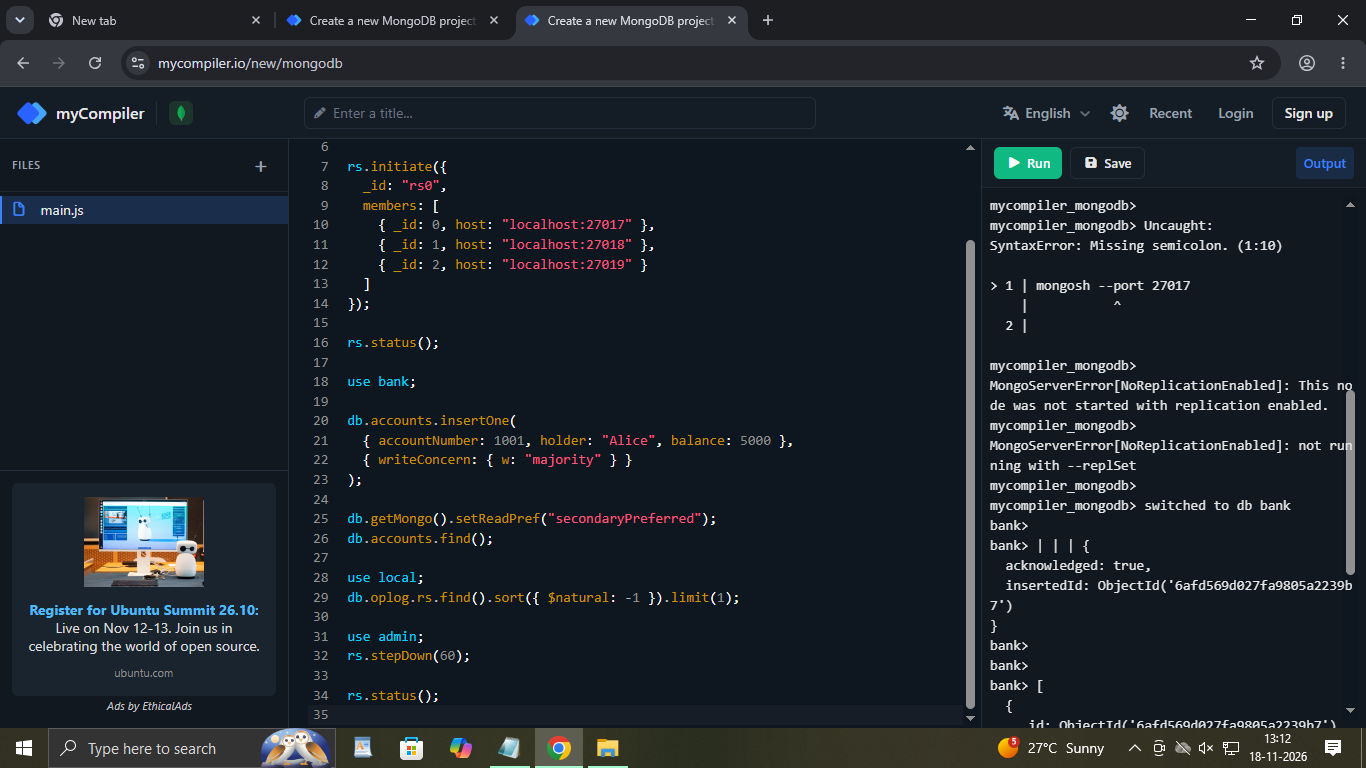 New tab
Create a new MongoDB project
Create a new MongoDB project
mycompiler.io/new/mongodb
myCompiler
Enter a title...
English
Recent
Login
Sign up
FILES
main.js
Register for Ubuntu Summit 26.10:
Live on Nov 12-13. Join us in
celebrating the world of open source.
ubuntu.com
Ads by EthicalAds
6
7 rs.initiate({
8 _id: "rs0",
9 members: [
10 { _id: 0, host: "localhost:27017" },
11 { _id: 1, host: "localhost:27018" },
12 { _id: 2, host: "localhost:27019" }
13 ]
14 });
15
16 rs.status();
17
18 use bank;
19
20 db.accounts.insertOne(
21 { accountNumber: 1001, holder: "Alice", balance: 5000 },
22 { writeConcern: { w: "majority" } }
23 );
24
25 db.getMongo().setReadPref("secondaryPreferred");
26 db.accounts.find();
27
28 use local;
29 db.oplog.rs.find().sort({ $natural: -1 }).limit(1);
30
31 use admin;
32 rs.stepDown(60);
33
34 rs.status();
35
Run
Save
Output
mycompiler_mongodb>
mycompiler_mongodb> Uncaught:
SyntaxError: Missing semicolon. (1:10)
> 1 | mongosh --port 27017
| ^
2 |
mycompiler_mongodb>
MongoServerError[NoReplicationEnabled]: This no
de was not started with replication enabled.
mycompiler_mongodb>
MongoServerError[NoReplicationEnabled]: not run
ning with --replSet
mycompiler_mongodb>
mycompiler_mongodb> switched to db bank
bank>
bank> | | | {
acknowledged: true,
insertedId: ObjectId('6afd569d027fa9805a2239b
7')
}
bank>
bank>
bank> [
{
_id: ObjectId('6afd569d027fa9805a2239b7')
Type here to search
5
27°C Sunny
13:12
18-11-2026